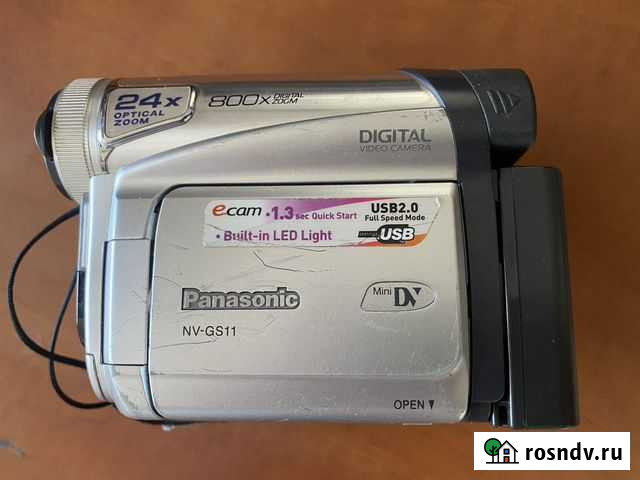 24x
OPTICAL
ZOOM
800x DIGITAL ZOOM
DIGITAL
VIDEO CAMERA
ecam • 1.3 sec Quick Start
• Built-in LED Light
USB2.0
Full Speed Mode
USB
Panasonic
Mini DV
NV-GS11
OPEN
rosndv.ru